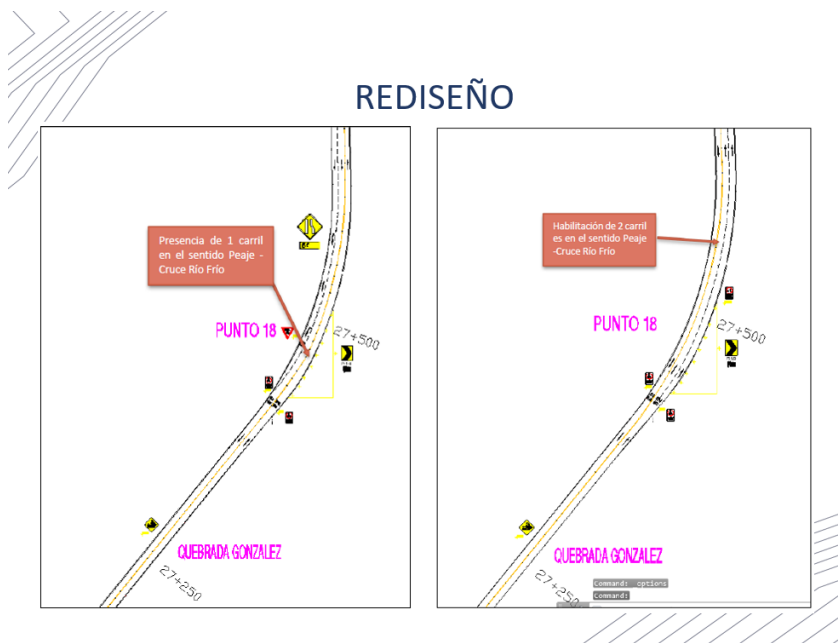 REDISEÑO
Presencia de 1 carril
en el sentido Peaje -
Cruce Río Frío
PUNTO 18
27+500
QUEBRADA GONZALEZ
27+250
Habilitación de 2 carril
es en el sentido Peaje
-Cruce Río Frío
PUNTO 18
27+500
QUEBRADA GONZALEZ
27+250
Command: options
Command: